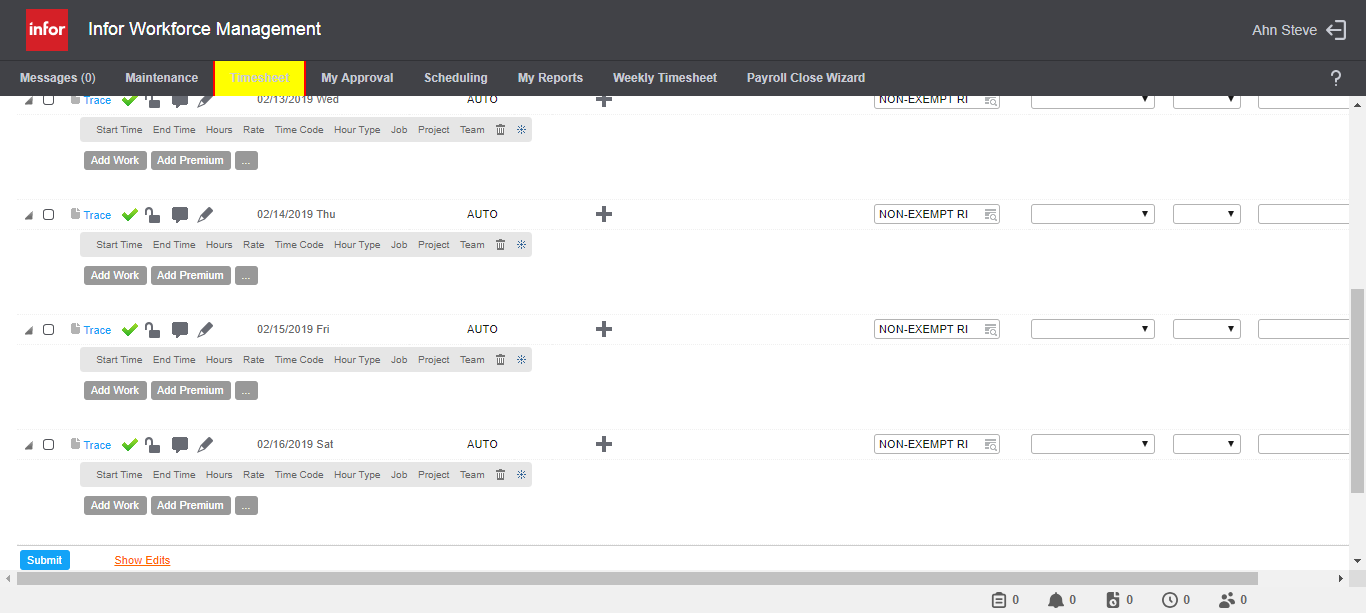 infor Infor Workforce Management Ahn Steve
Messages (0) Maintenance Timesheet My Approval Scheduling My Reports Weekly Timesheet Payroll Close Wizard ?
Trace 02/13/2019 Wed AUTO NON-EXEMPT RI
Start Time End Time Hours Rate Time Code Hour Type Job Project Team
Add Work Add Premium ...
Trace 02/14/2019 Thu AUTO NON-EXEMPT RI
Start Time End Time Hours Rate Time Code Hour Type Job Project Team
Add Work Add Premium ...
Trace 02/15/2019 Fri AUTO NON-EXEMPT RI
Start Time End Time Hours Rate Time Code Hour Type Job Project Team
Add Work Add Premium ...
Trace 02/16/2019 Sat AUTO NON-EXEMPT RI
Start Time End Time Hours Rate Time Code Hour Type Job Project Team
Add Work Add Premium ...
Submit Show Edits
0 0 0 0 0